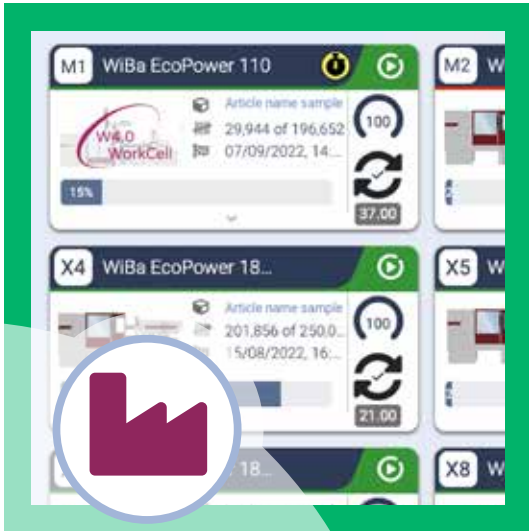 M1 WiBa EcoPower 110
M2 W
Article name sample
29,944 of 196,652
07/09/2022, 14:...
100
W4.0
WorkCell
15%
37.00
X4 WiBa EcoPower 18...
X5 W
Article name sample
201,856 of 250,0...
15/08/2022, 16:...
100
21.00
18...
X8 W